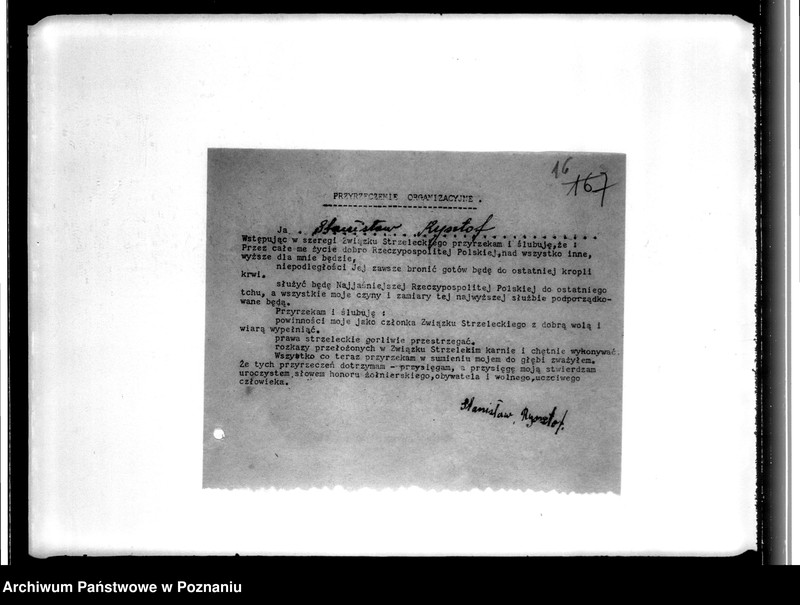 16
167
PRZYRZECZENIE ORGANIZACYJNE .
Ja . Stanisław
Wstępując w szeregi Związku Strzeleckiego przyrzekam i ślubuję,że :
Przez całe me życie dobro Rzeczypospolitej Polskiej,nad wszystko inne,
wyższe dla mnie będzie,
niepodległości Jej zawsze bronić gotów będę do ostatniej kropli
krwi.
służyć będę Najjaśniejszej Rzeczypospolitej Polskiej do ostatniego
tchu, a wszystkie moje czyny i zamiary tej najwyższej służbie podporządko-
wane będą.
Przyrzekam i ślubuję :
powinności moje jako członka Związku Strzeleckiego z dobrą wolą i
wiarą wypełniać.
prawa strzeleckie gorliwie przestrzegać.
rozkazy przełożonych w Związku Strzelekim karnie i chętnie wykonywać.
Wszystko co teraz przyrzekam w sumieniu mojem do głębi zważyłem.
Że tych przyrzeczeń dotrzymam - przysięgam, a przysięgę moją stwierdzam
uroczystem słowem honoru żołnierskiego,obywatela i wolnego,uczciwego
człowieka.
Stanisław
Archiwum Państwowe w Poznaniu